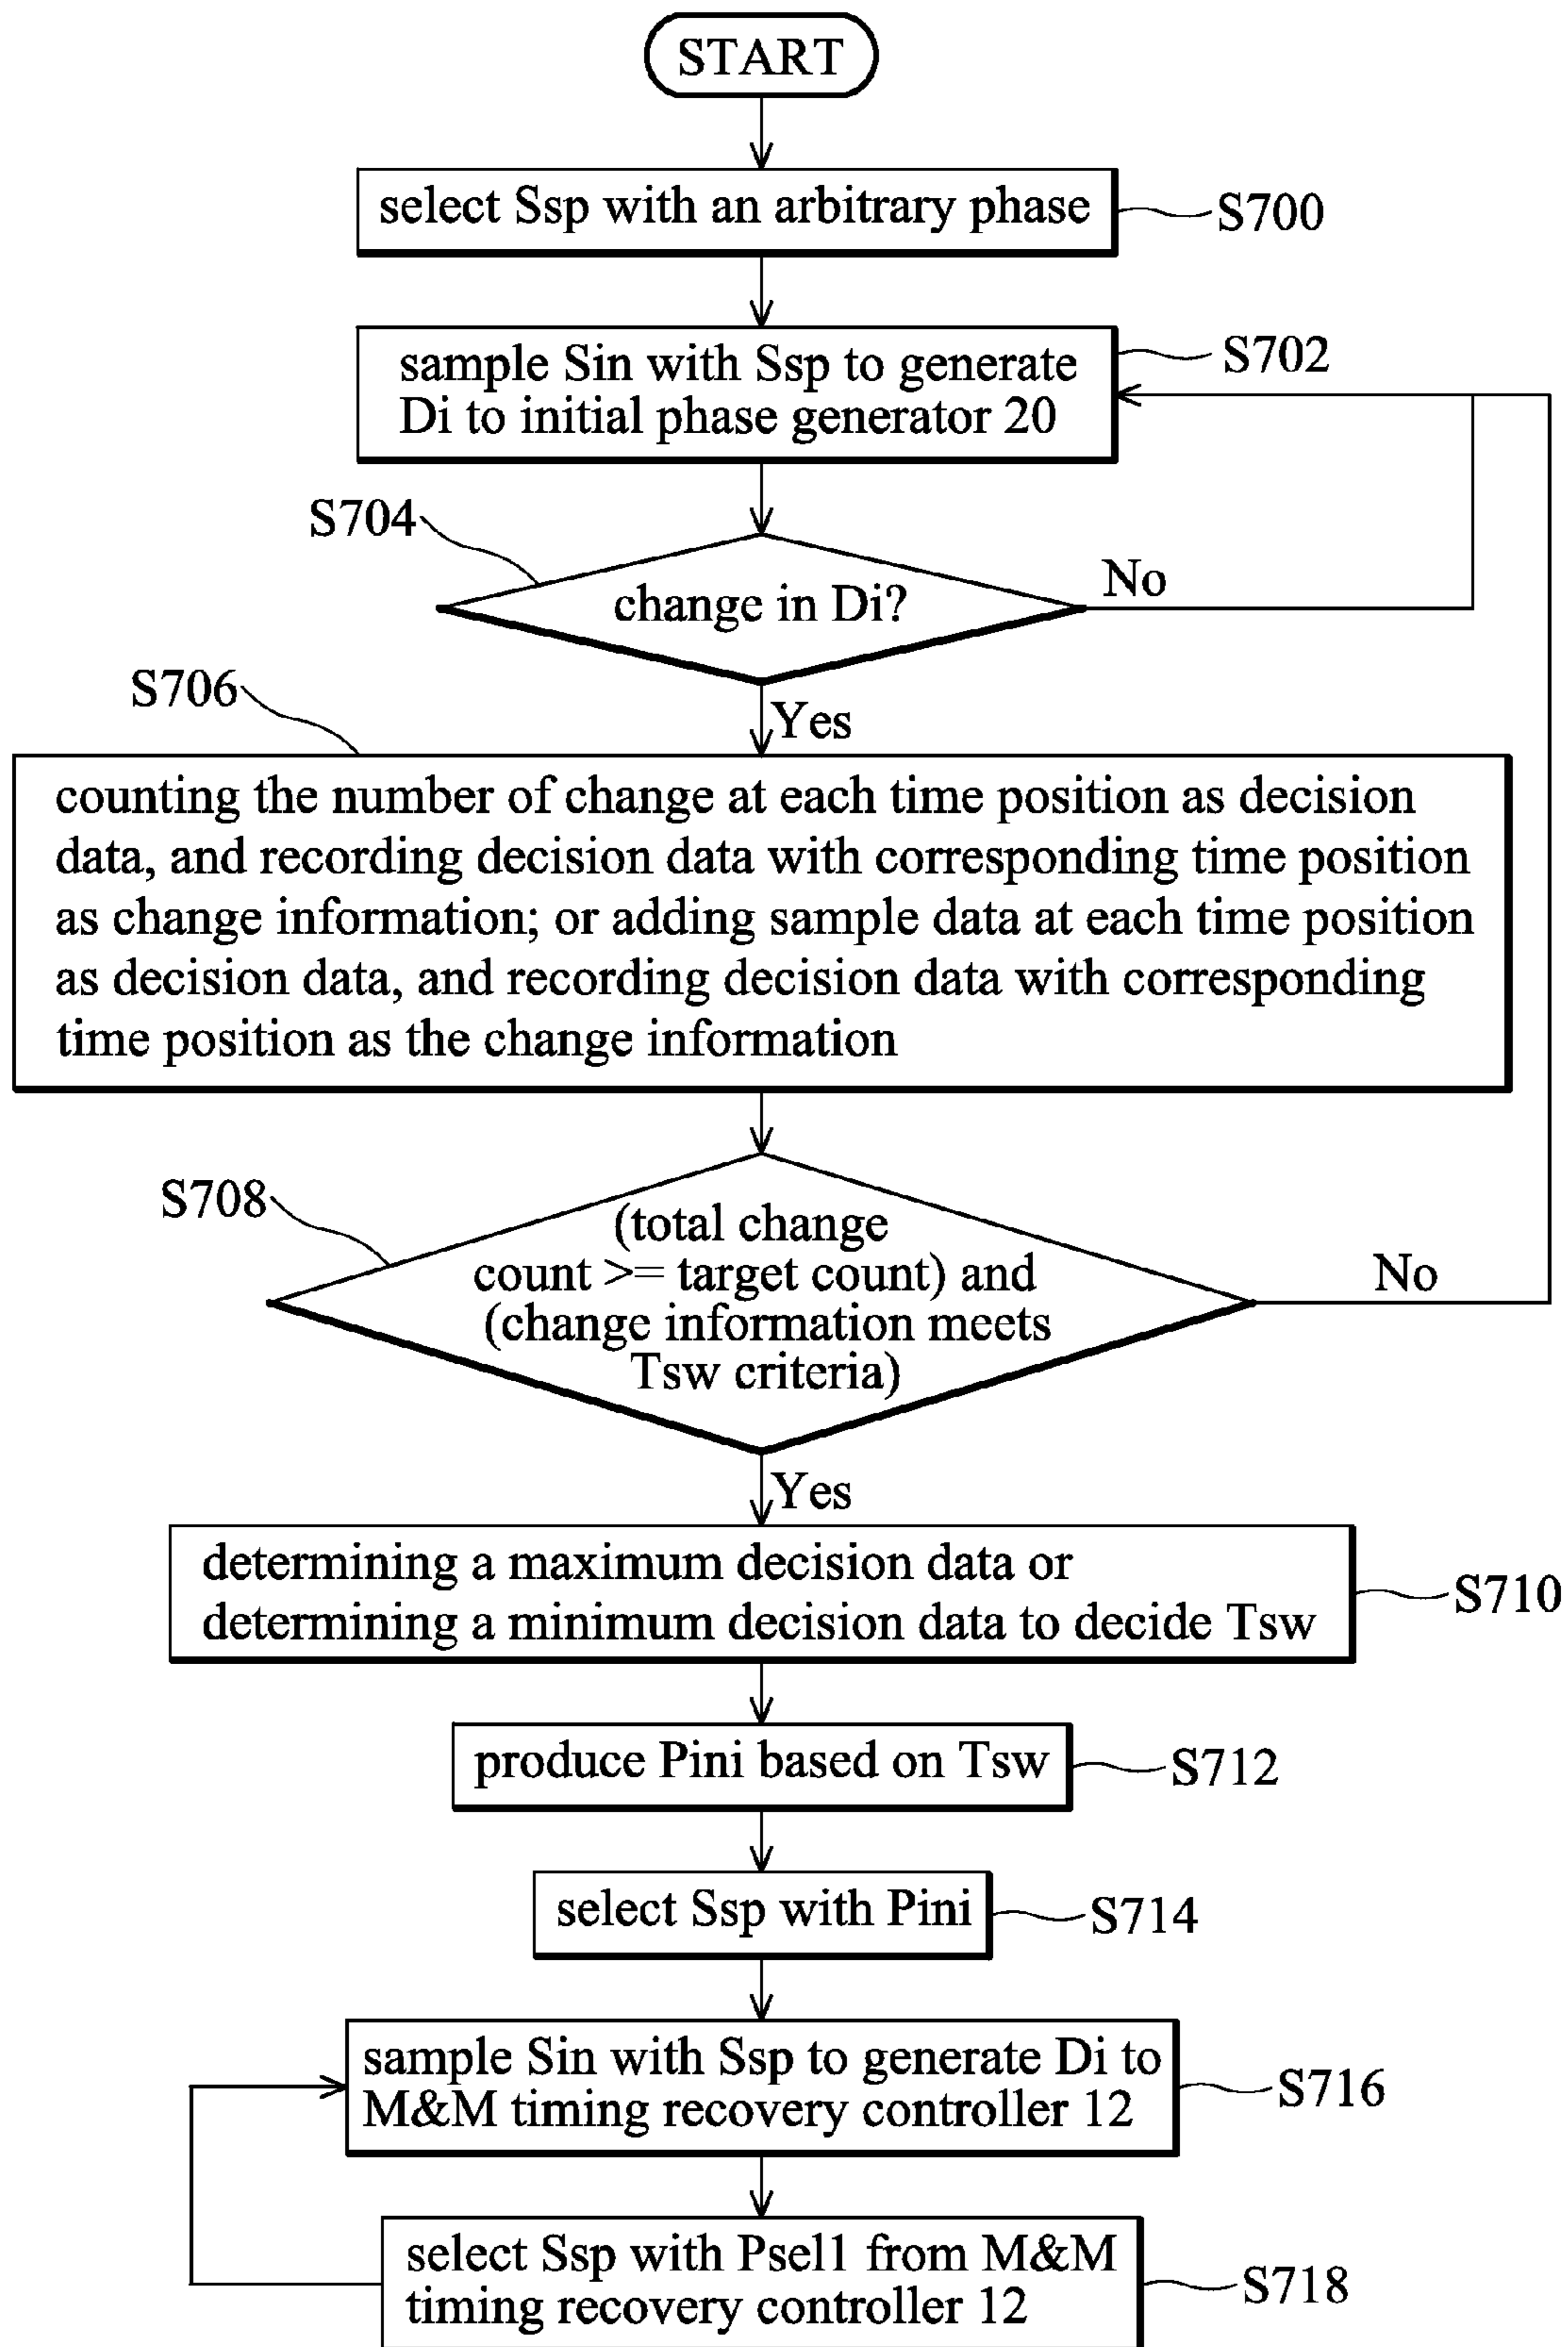 START
select Ssp with an arbitrary phase
S700
sample Sin with Ssp to generate
Di to initial phase generator 20
S702
S704
change in Di?
No
Yes
S706
counting the number of change at each time position as decision
data, and recording decision data with corresponding time position
as change information; or adding sample data at each time position
as decision data, and recording decision data with corresponding
time position as the change information
S708
(total change
count >= target count) and
(change information meets
Tsw criteria)
No
Yes
determining a maximum decision data or
determining a minimum decision data to decide Tsw
S710
produce Pini based on Tsw
S712
select Ssp with Pini
S714
sample Sin with Ssp to generate Di to
M&M timing recovery controller 12
S716
select Ssp with Psel1 from M&M
timing recovery controller 12
S718